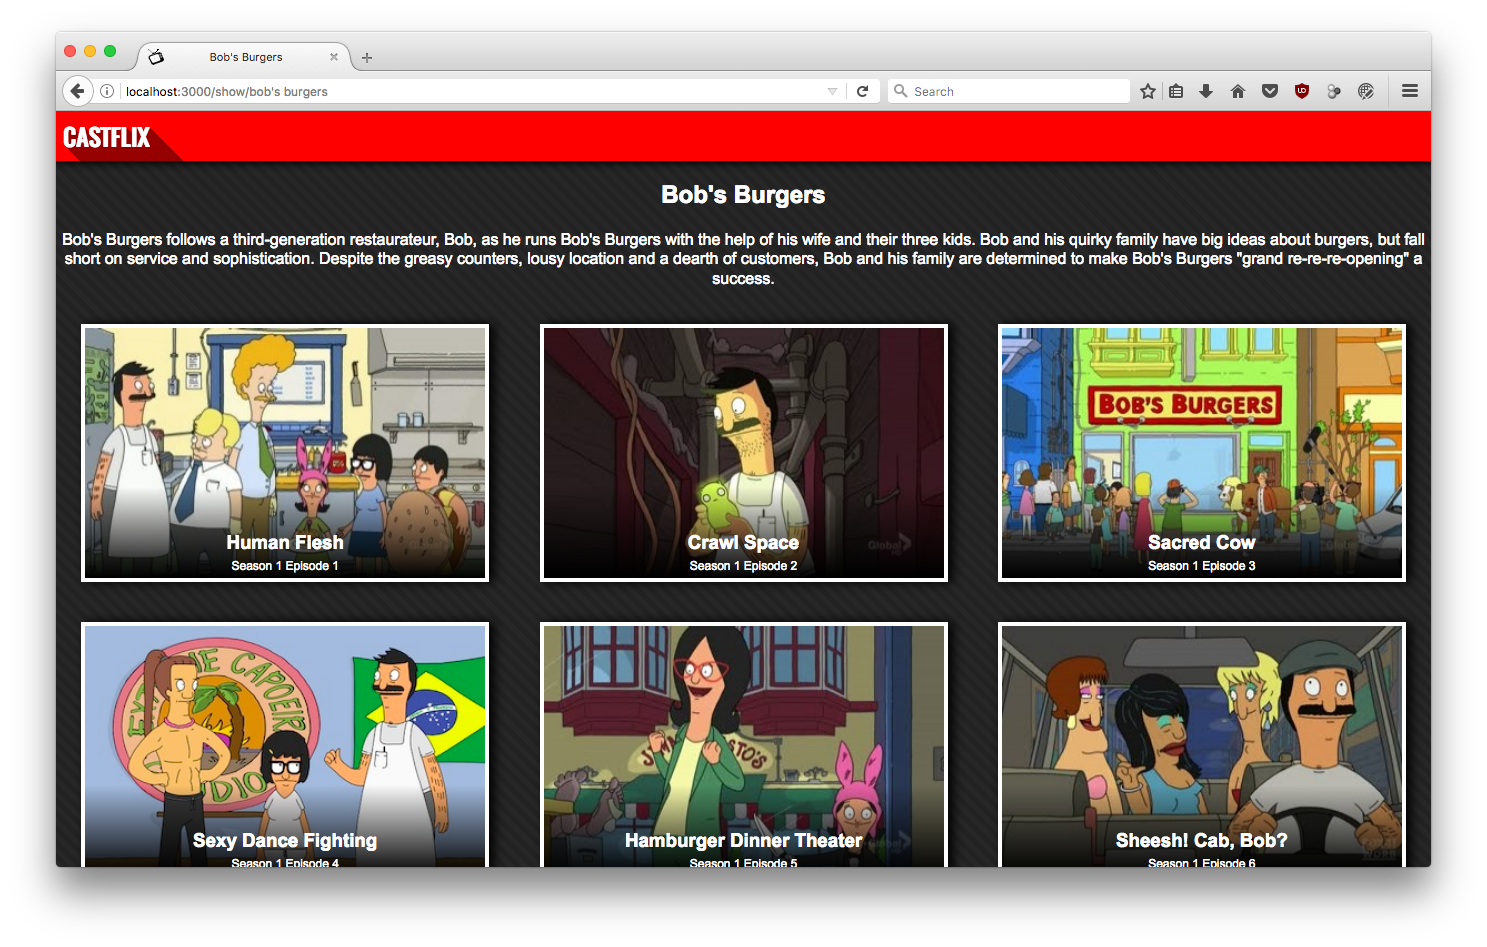 Bob's Burgers
localhost:3000/show/bob's burgers
Search
CASTFLIX
Bob's Burgers
Bob's Burgers follows a third-generation restaurateur, Bob, as he runs Bob's Burgers with the help of his wife and their three kids. Bob and his quirky family have big ideas about burgers, but fall
short on service and sophistication. Despite the greasy counters, lousy location and a dearth of customers, Bob and his family are determined to make Bob's Burgers "grand re-re-re-opening" a
success.
BOB'S BURGERS
Global
Human Flesh
Crawl Space
Sacred Cow
Season 1 Episode 1
Season 1 Episode 2
Season 1 Episode 3
CAPOEIRA
Sexy Dance Fighting
Hamburger Dinner Theater
Sheesh! Cab, Bob?
Season 1 Episode 4
Season 1 Episode 5
Season 1 Episode 6